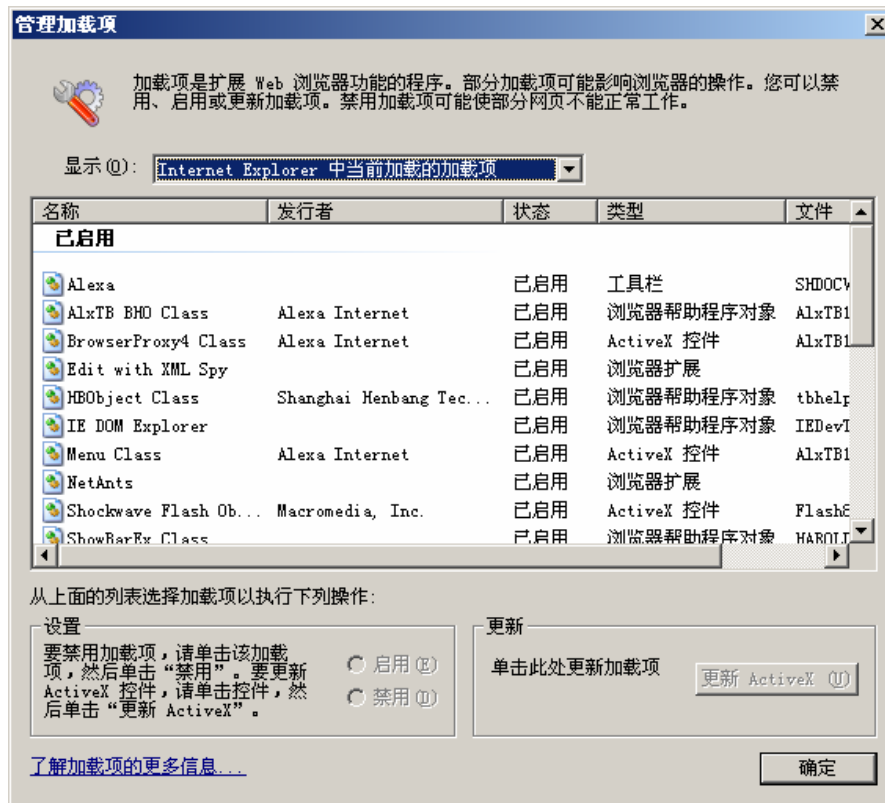 管理加载项
加载项是扩展 Web 浏览器功能的程序。部分加载项可能影响浏览器的操作。您可以禁
用、启用或更新加载项。禁用加载项可能使部分网页不能正常工作。
显示(O): Internet Explorer 中当前加载的加载项
名称 发行者 状态 类型 文件
已启用
Alexa 已启用 工具栏 SHDOCV
AlxTB BHO Class Alexa Internet 已启用 浏览器帮助程序对象 AlxTB1
BrowserProxy4 Class Alexa Internet 已启用 ActiveX 控件 AlxTB1
Edit with XML Spy 已启用 浏览器扩展
HBObject Class Shanghai Henbang Tec... 已启用 浏览器帮助程序对象 tbhelp
IE DOM Explorer 已启用 浏览器帮助程序对象 IEDevT
Menu Class Alexa Internet 已启用 ActiveX 控件 AlxTB1
NetAnts 已启用 浏览器扩展
Shockwave Flash Ob... Macromedia, Inc. 已启用 ActiveX 控件 Flash8
ShowBarEx Class 已启用 浏览器帮助程序对象
从上面的列表选择加载项以执行下列操作:
设置
要禁用加载项，请单击该加载
项，然后单击“禁用”。要更新
ActiveX 控件，请单击控件，然
后单击“更新 ActiveX”。
启用(E)
禁用(D)
更新
单击此处更新加载项
更新 ActiveX (U)
了解加载项的更多信息...
确定